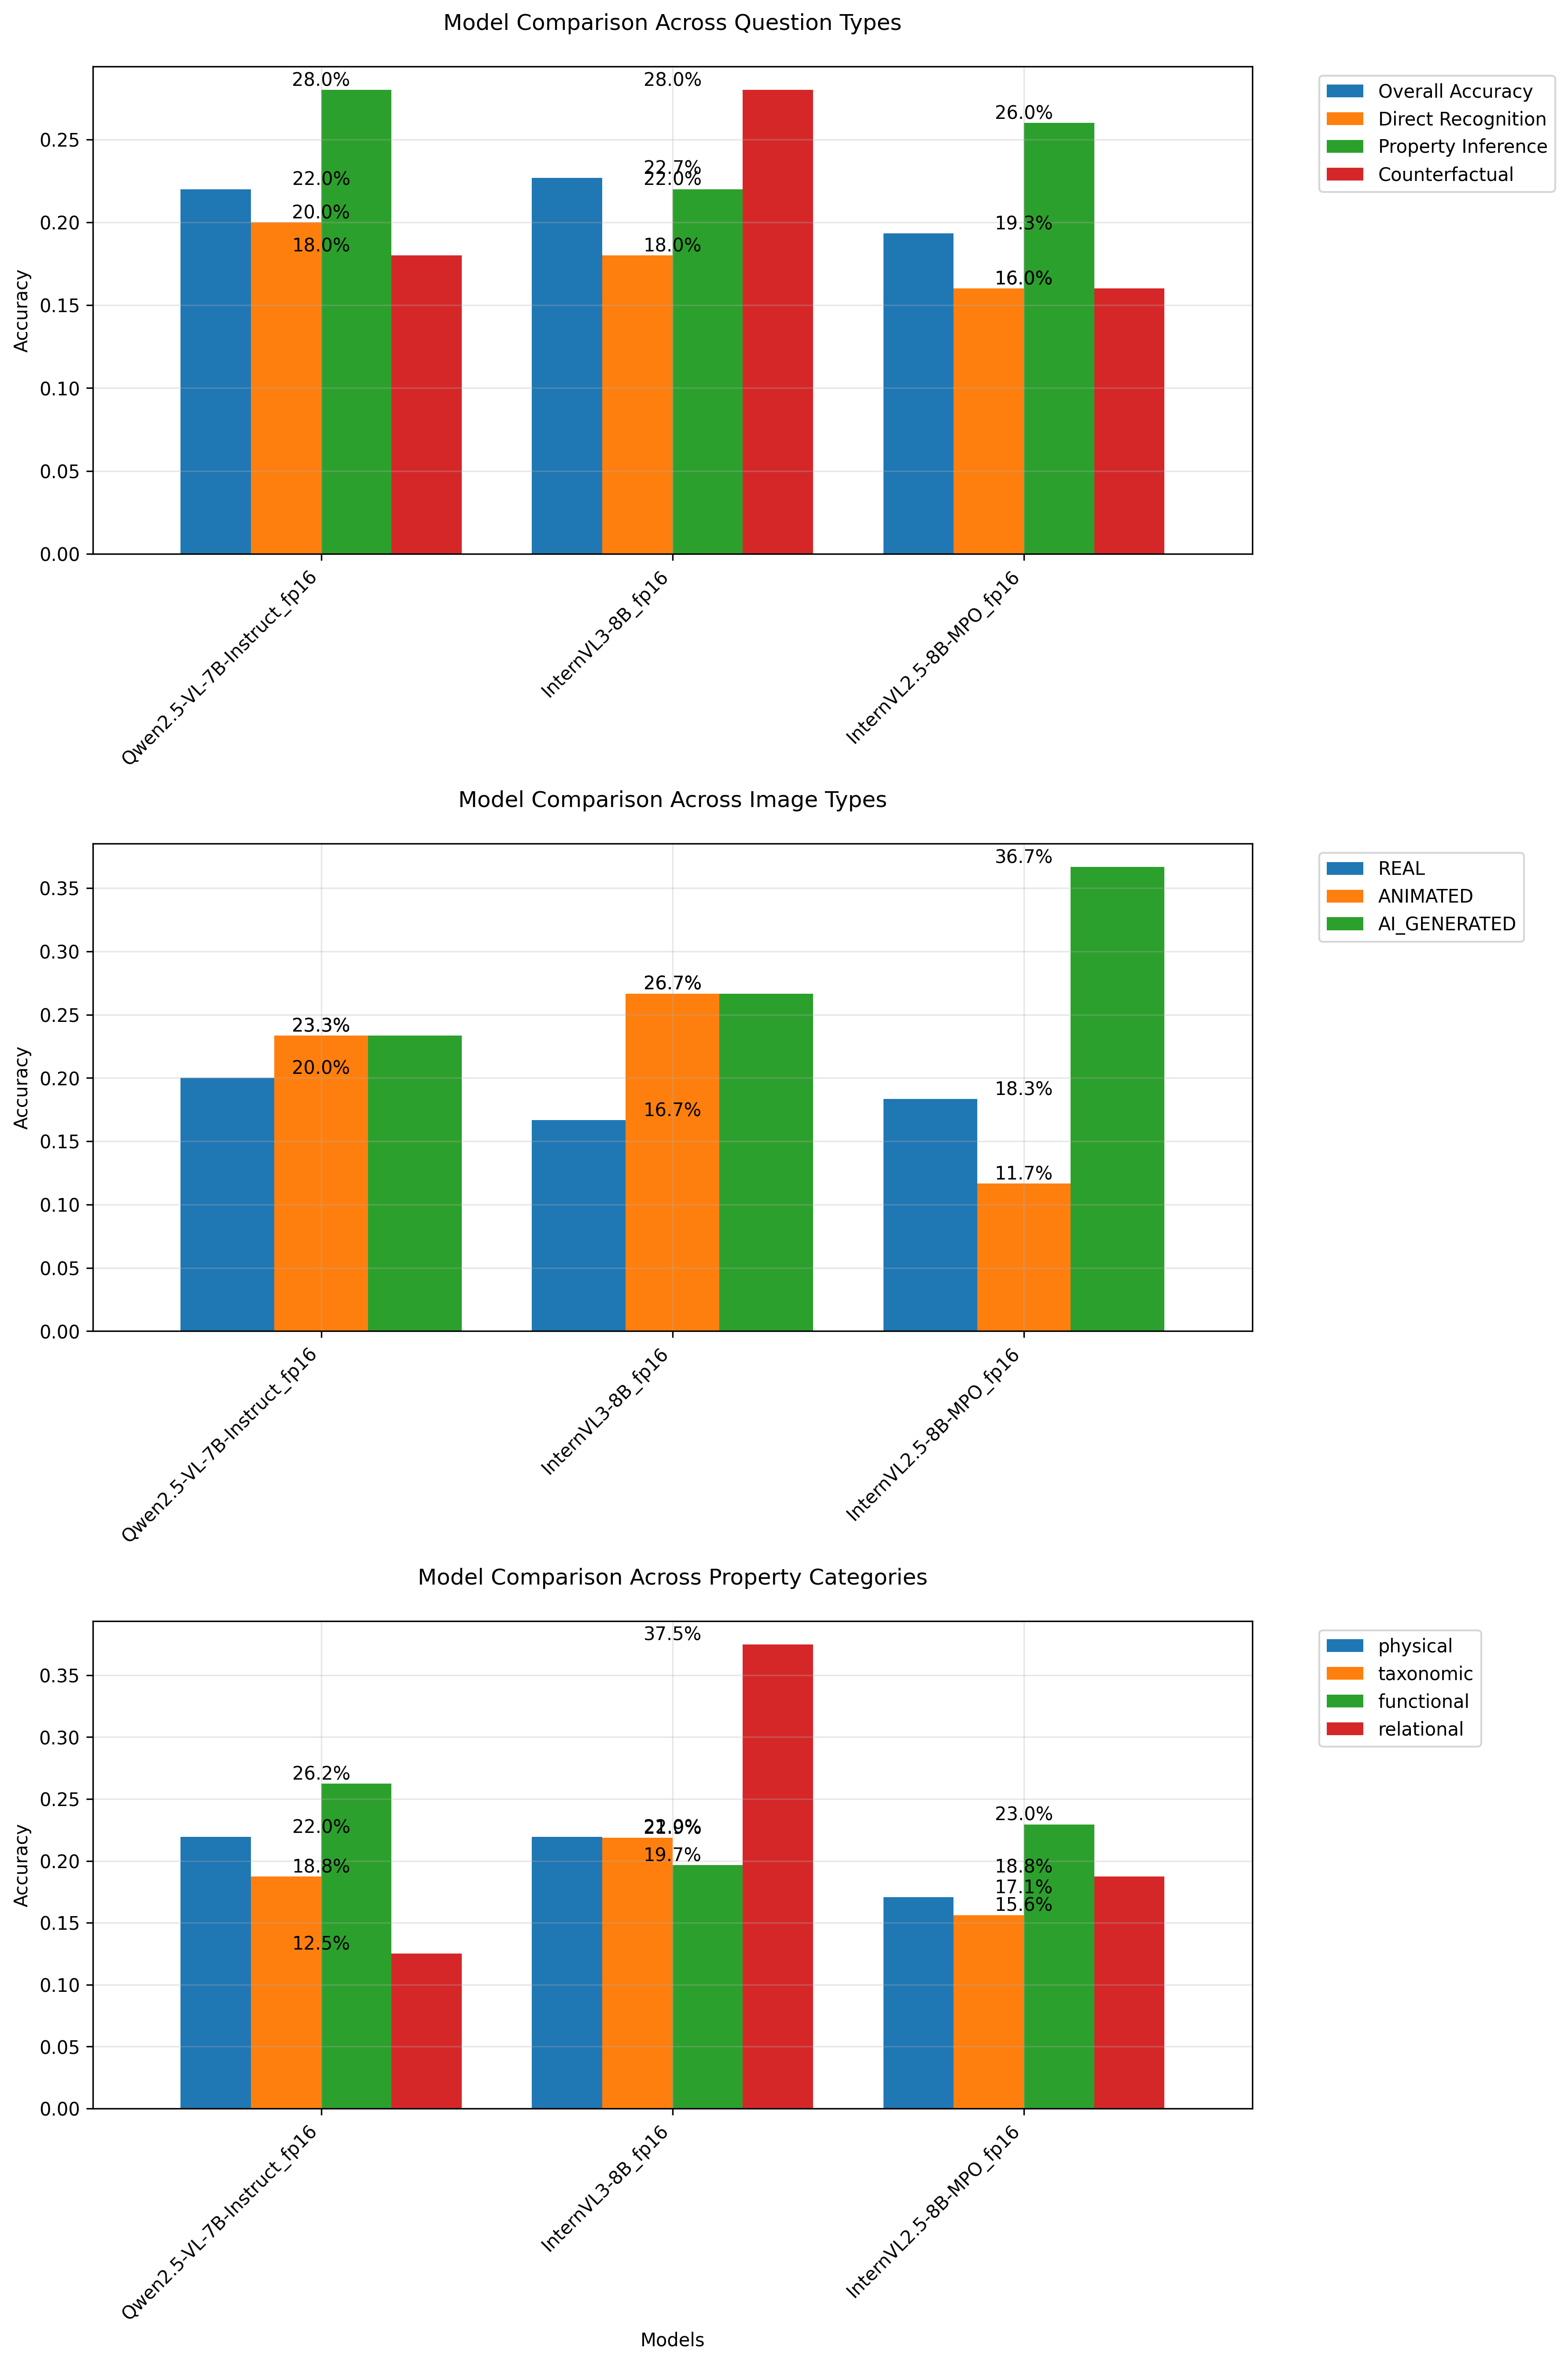 Model Comparison Across Question Types
Accuracy
0.25
0.20
0.15
0.10
0.05
0.00
28.0%
22.0%
20.0%
18.0%
28.0%
22.7%
22.0%
18.0%
26.0%
19.3%
16.0%
Qwen2.5-VL-7B-Instruct_fp16
InternVL3-8B_fp16
InternVL2.5-8B-MPO_fp16
Overall Accuracy
Direct Recognition
Property Inference
Counterfactual
Model Comparison Across Image Types
Accuracy
0.35
0.30
0.25
0.20
0.15
0.10
0.05
0.00
23.3%
20.0%
26.7%
16.7%
36.7%
18.3%
11.7%
Qwen2.5-VL-7B-Instruct_fp16
InternVL3-8B_fp16
InternVL2.5-8B-MPO_fp16
REAL
ANIMATED
AI_GENERATED
Model Comparison Across Property Categories
Accuracy
0.35
0.30
0.25
0.20
0.15
0.10
0.05
0.00
26.2%
22.0%
18.8%
12.5%
37.5%
22.0%
21.9%
19.7%
23.0%
18.8%
17.1%
15.6%
Qwen2.5-VL-7B-Instruct_fp16
InternVL3-8B_fp16
InternVL2.5-8B-MPO_fp16
Models
physical
taxonomic
functional
relational